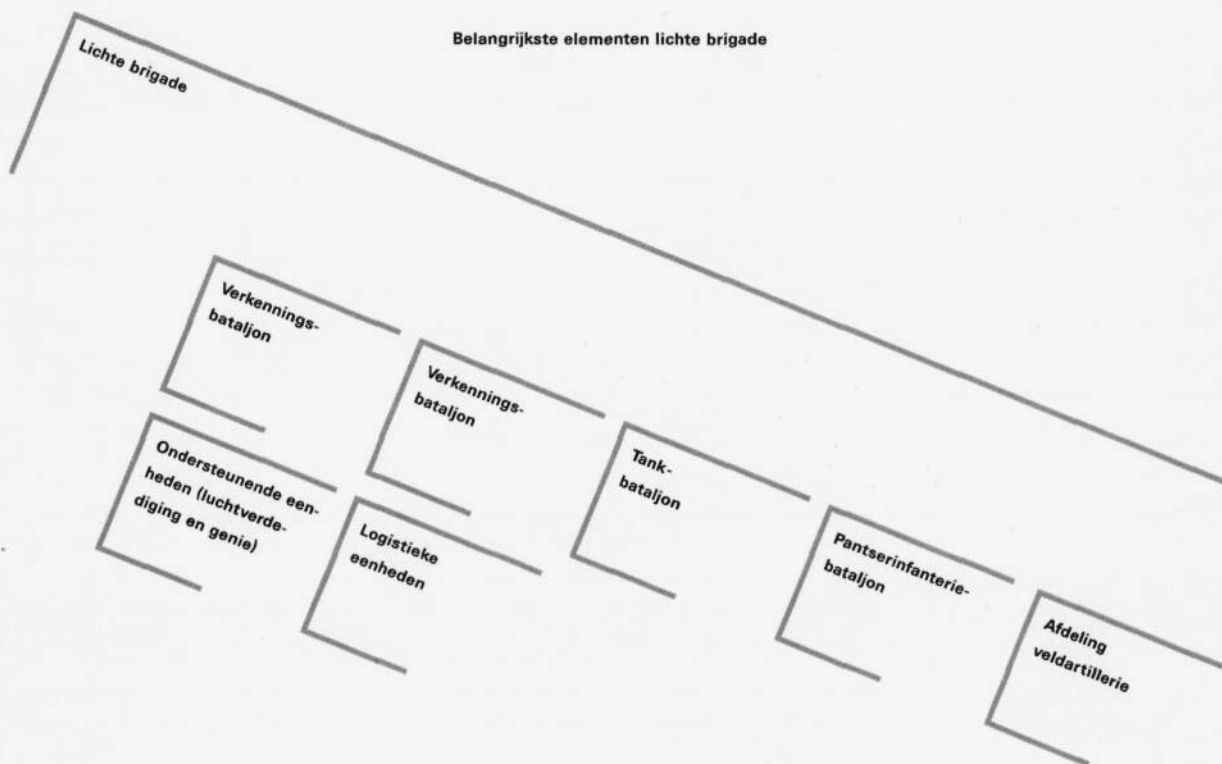 Belangrijkste elementen lichte brigade
Lichte brigade
Verkennings-
bataljon
Verkennings-
bataljon
Tank-
bataljon
Pantserinfanterie-
bataljon
Afdeling
veldartillerie
Ondersteunende een-
heden (luchtverde-
diging en genie)
Logistieke
eenheden